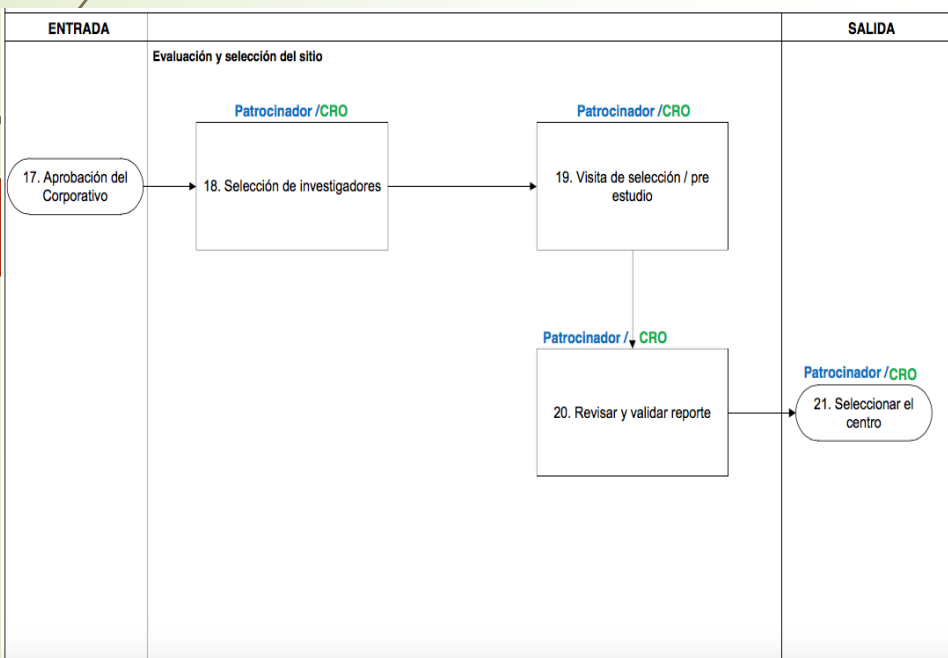 ENTRADA
SALIDA
Evaluación y selección del sitio
Patrocinador /CRO
Patrocinador /CRO
17. Aprobación del
Corporativo
18. Selección de investigadores
19. Visita de selección / pre
estudio
Patrocinador / CRO
20. Revisar y validar reporte
Patrocinador /CRO
21. Seleccionar el
centro